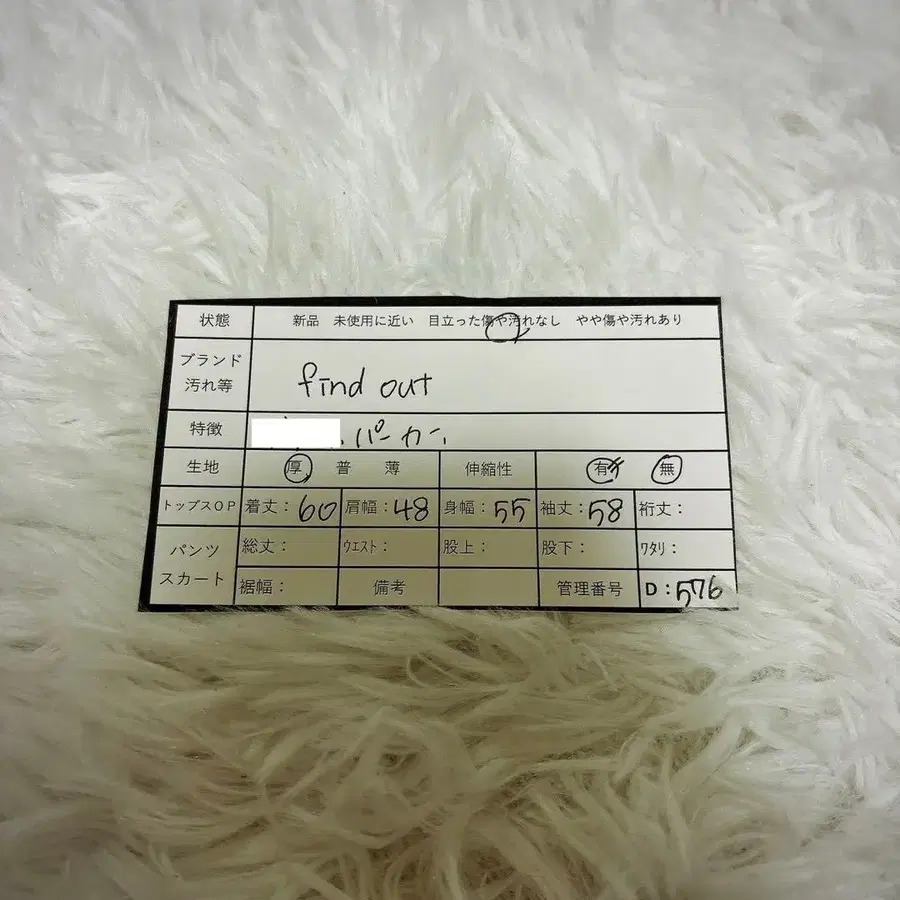 状態 新品 未使用に近い 目立った傷や汚れなし やや傷や汚れあり
ブランド
汚れ等 find out
特徴 パーカー
生地 厚 普 薄 伸縮性 有 無
トップスOP 着丈:60 肩幅:48 身幅:55 袖丈:58 裄丈:
パンツ
スカート 総丈: ウエスト: 股上: 股下: ワタリ:
裾幅: 備考 管理番号 D:576